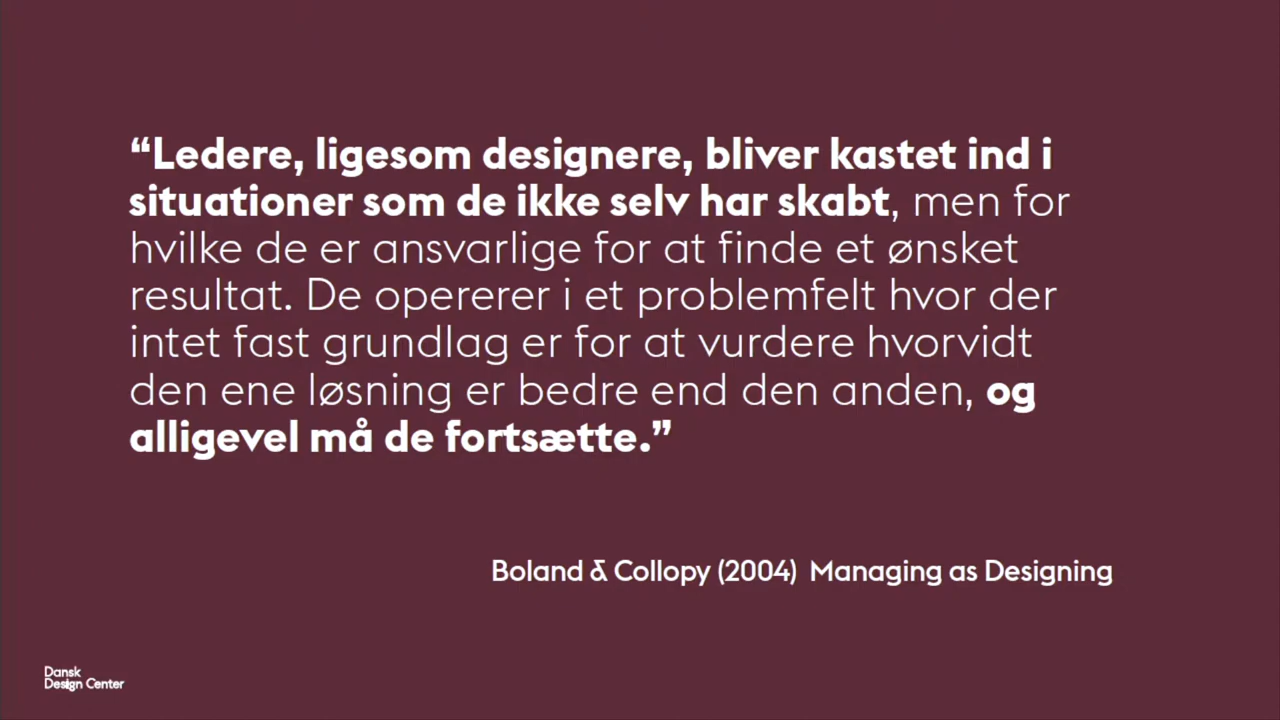 “Ledere, ligesom designere, bliver kastet ind i
situationer som de ikke selv har skabt, men for
hvilke de er ansvarlige for at finde et ønsket
resultat. De opererer i et problemfelt hvor der
intet fast grundlag er for at vurdere hvorvidt
den ene løsning er bedre end den anden, og
alligevel må de fortsætte.”
Boland & Collopy (2004) Managing as Designing
Dansk
Design Center